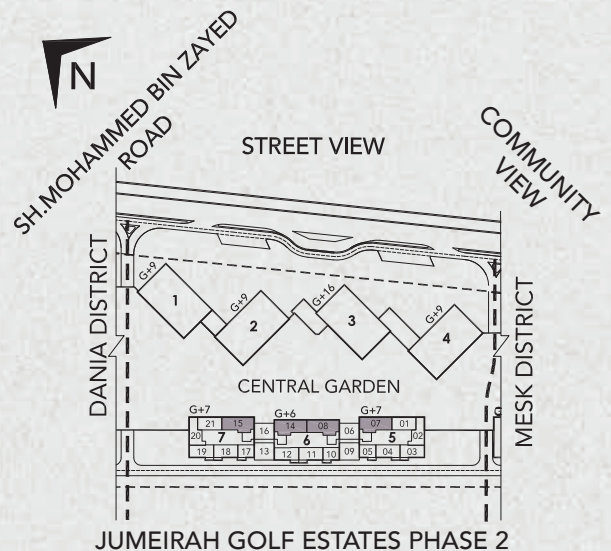 N
SH.MOHAMMED BIN ZAYED
ROAD
STREET VIEW
COMMUNITY
VIEW
DANIA DISTRICT
MESK DISTRICT
G+9
1
G+9
2
G+16
3
G+9
4
CENTRAL GARDEN
G+7
G+6
G+7
G
21 15 16 14 08 06 07 01
20 7 6 5 02
19 18 17 13 12 11 10 09 05 04 03
JUMEIRAH GOLF ESTATES PHASE 2